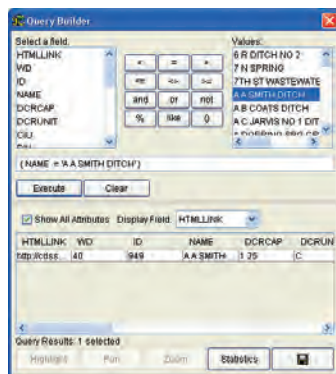 Query Builder
Select a field: Values:
HTMLLINK
WD
ID
NAME
DCRCAP
DCRUNIT
CIU
< = >
<= <> >=
and or not
% like ()
6 R DITCH NO 2
7 N SPRING
7TH ST WASTEWATE
A A SMITH DITCH
A B COATS DITCH
A C JARVIS NO 1 DIT
( NAME = 'A A SMITH DITCH')
Execute Clear
Show All Attributes Display Field: HTMLLINK
HTMLLINK WD ID NAME DCRCAP DCRUN
http://cdss... 40 949 A A SMITH 1.25 C
Query Results: 1 selected
Highlight Pan Zoom Statistics